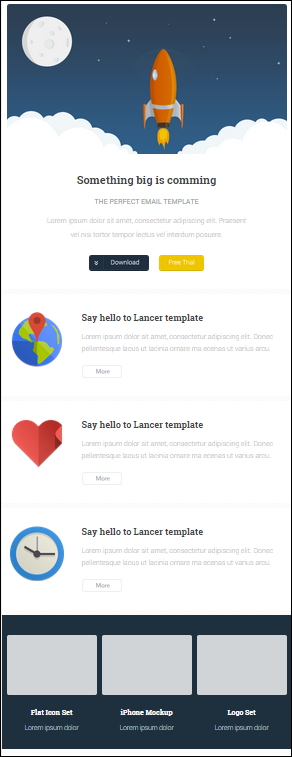 Something big is comming
THE PERFECT EMAIL TEMPLATE
Lorem ipsum dolor sit amet, consectetur adipiscing elit. Praesent
vel nisi tortor tempor lectus vel interdum posuere.
Download
Free Trial
Say hello to Lancer template
Lorem ipsum dolor sit amet, consectetur adipiscing elit. Donec
pellentesque lacus ut lacinia ornare ma ecenas ut varius arcu.
More
Say hello to Lancer template
Lorem ipsum dolor sit amet, consectetur adipiscing elit. Donec
pellentesque lacus ut lacinia ornare ma ecenas ut varius arcu.
More
Say hello to Lancer template
Lorem ipsum dolor sit amet, consectetur adipiscing elit. Donec
pellentesque lacus ut lacinia ornare ma ecenas ut varius arcu.
More
Flat Icon Set
iPhone Mockup
Logo Set
Lorem ipsum dolor
Lorem ipsum dolor
Lorem ipsum dolor